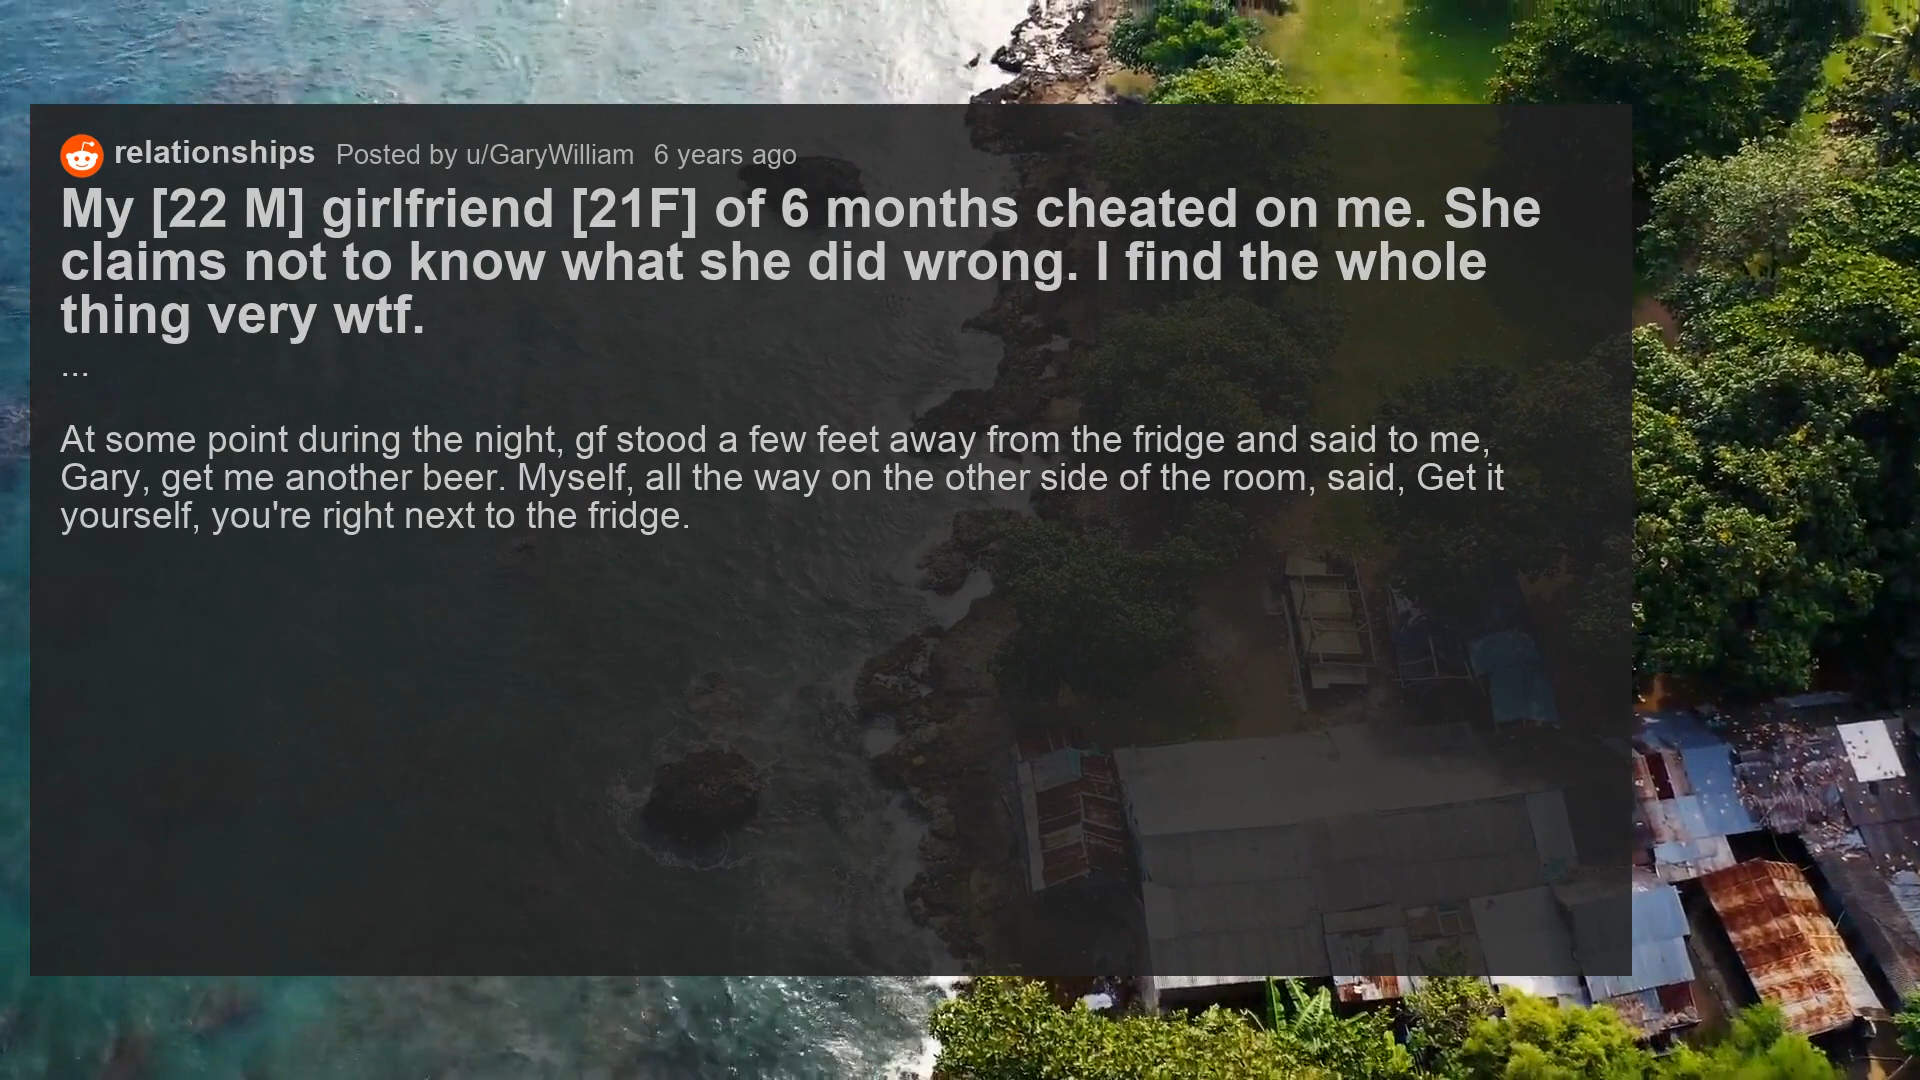 relationships Posted by u/GaryWilliam 6 years ago
My [22 M] girlfriend [21F] of 6 months cheated on me. She
claims not to know what she did wrong. I find the whole
thing very wtf.
...
At some point during the night, gf stood a few feet away from the fridge and said to me,
Gary, get me another beer. Myself, all the way on the other side of the room, said, Get it
yourself, you're right next to the fridge.